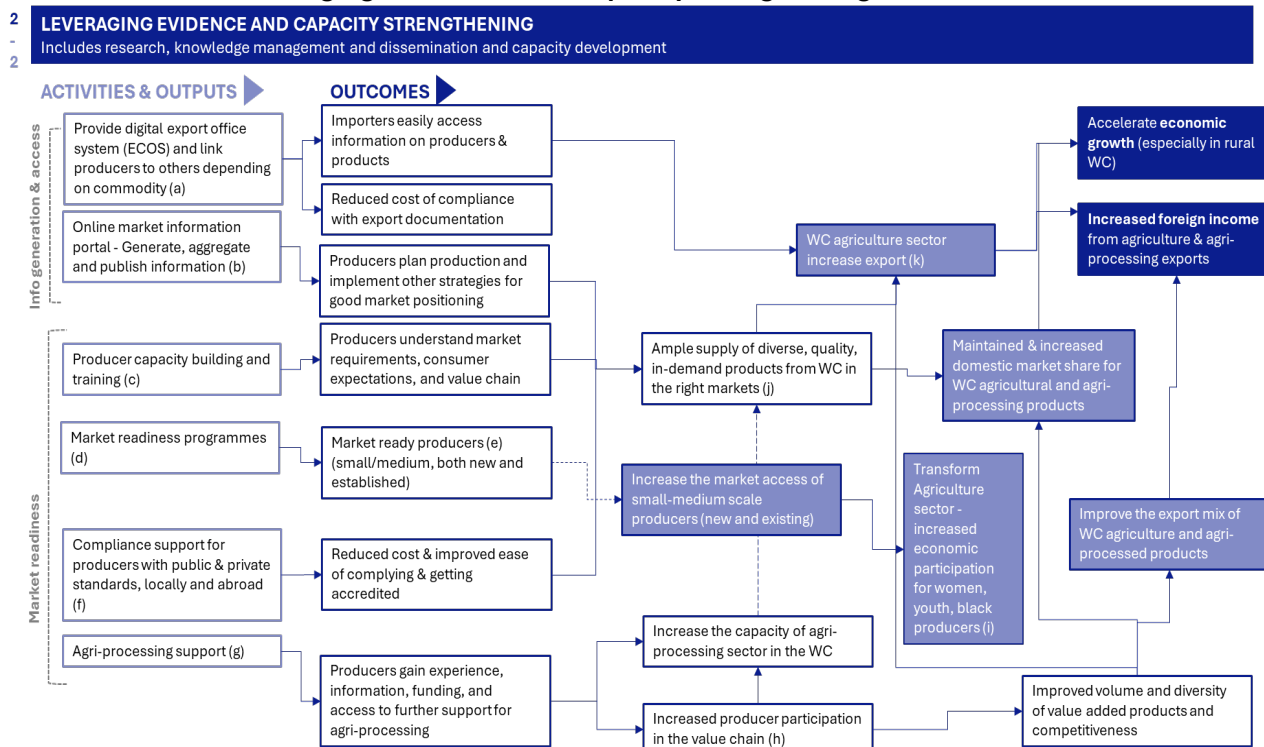 2
-
2
LEVERAGING EVIDENCE AND CAPACITY STRENGTHENING
Includes research, knowledge management and dissemination and capacity development
ACTIVITIES & OUTPUTS
OUTCOMES
Info generation & access
Provide digital export office
system (ECOS) and link
producers to others depending
on commodity (a)
Online market information
portal - Generate, aggregate
and publish information (b)
Market readiness
Producer capacity building and
training (c)
Market readiness programmes
(d)
Compliance support for
producers with public & private
standards, locally and abroad
(f)
Agri-processing support (g)
Importers easily access
information on producers &
products
Reduced cost of compliance
with export documentation
Producers plan production and
implement other strategies for
good market positioning
Producers understand market
requirements, consumer
expectations, and value chain
Market ready producers (e)
(small/medium, both new and
established)
Reduced cost & improved ease
of complying & getting
accredited
Producers gain experience,
information, funding, and
access to further support for
agri-processing
Ample supply of diverse, quality,
in-demand products from WC in
the right markets (j)
Increase the market access of
small-medium scale
producers (new and existing)
Increase the capacity of agri-
processing sector in the WC
Increased producer participation
in the value chain (h)
WC agriculture sector
increase export (k)
Maintained & increased
domestic market share for
WC agricultural and agri-
processing products
Transform
Agriculture
sector -
increased
economic
participation
for women,
youth, black
producers (i)
Accelerate economic
growth (especially in rural
WC)
Increased foreign income
from agriculture & agri-
processing exports
Improve the export mix of
WC agriculture and agri-
processed products
Improved volume and diversity
of value added products and
competitiveness